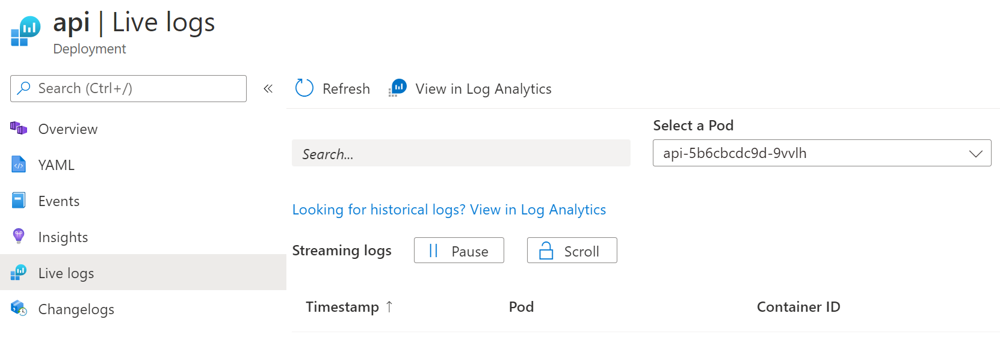 api | Live logs
Deployment
Search (Ctrl+/)
«
Refresh
View in Log Analytics
Overview
YAML
Events
Insights
Live logs
Changelogs
Select a Pod
Search...
api-5b6cbcdc9d-9vvlh
Looking for historical logs? View in Log Analytics
Streaming logs
Pause
Scroll
Timestamp ↑
Pod
Container ID